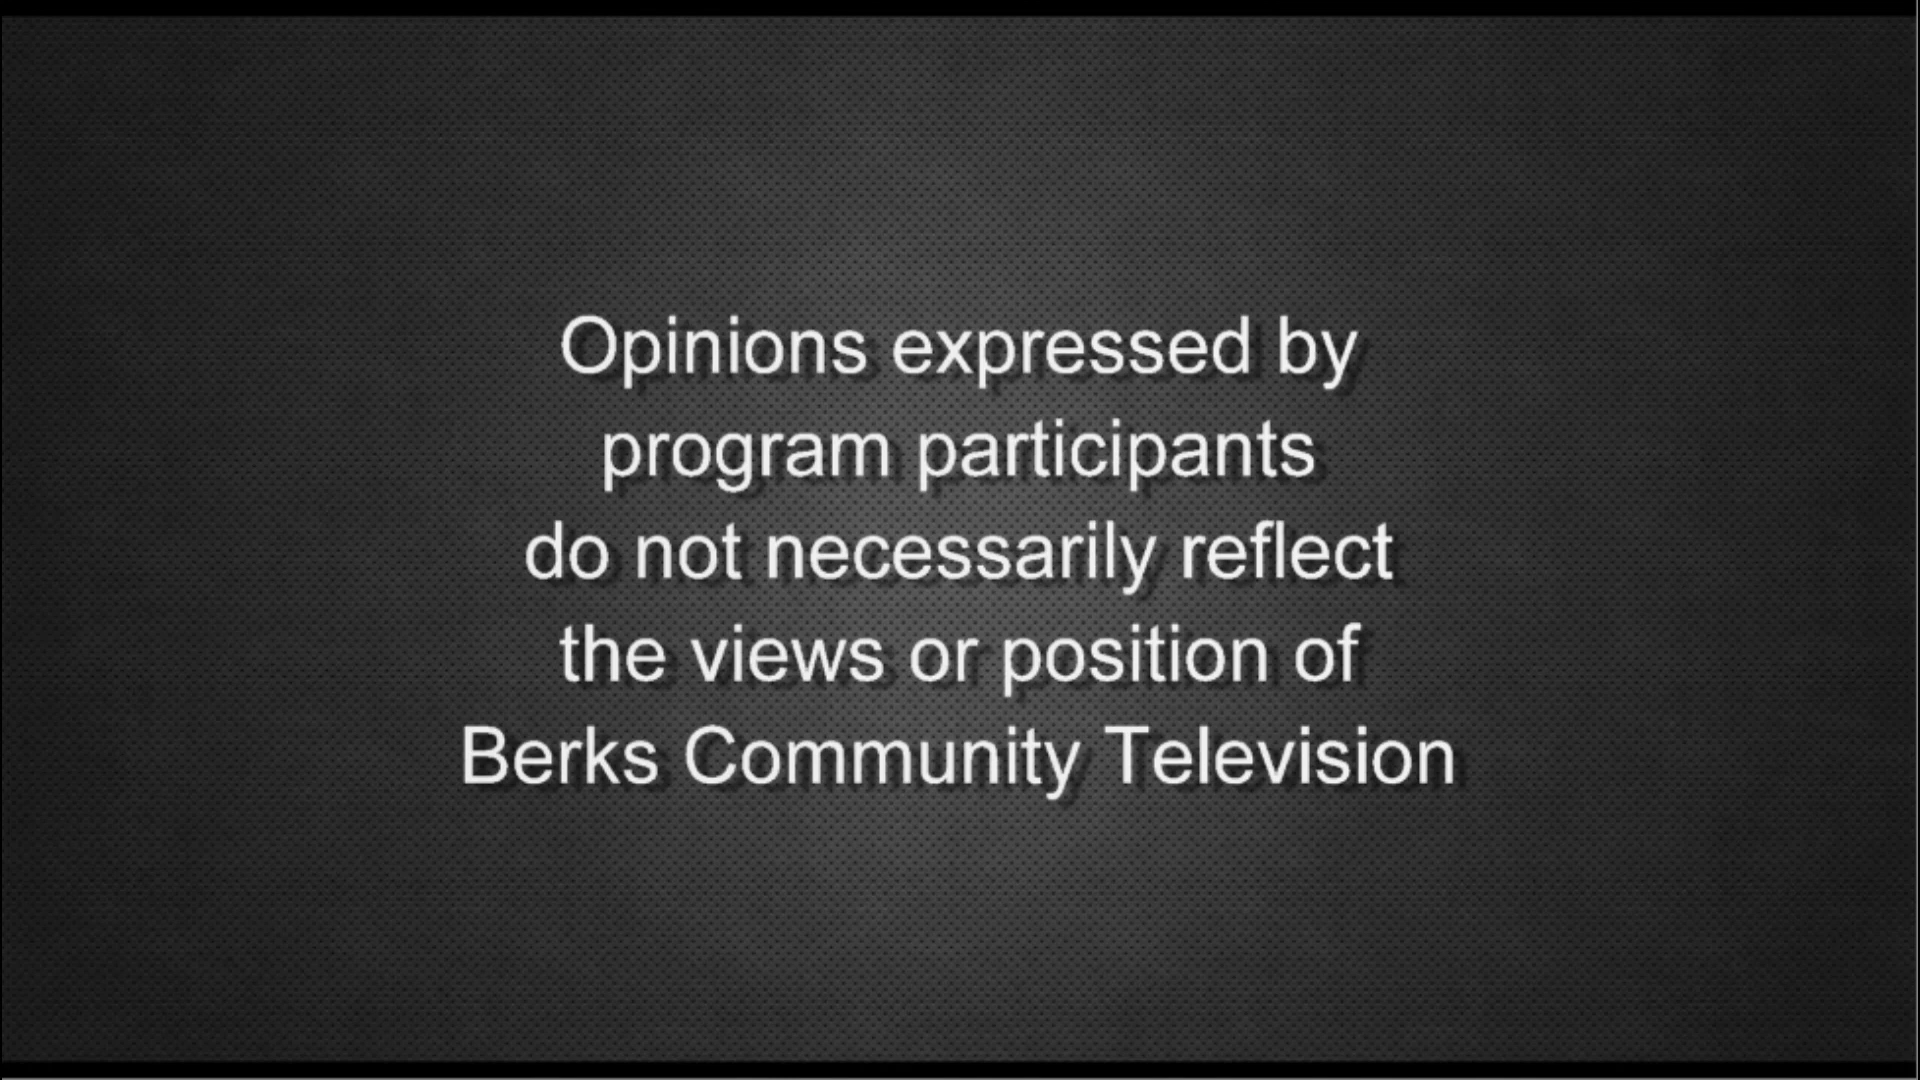 Opinions expressed by
program participants
do not necessarily reflect
the views or position of
Berks Community Television